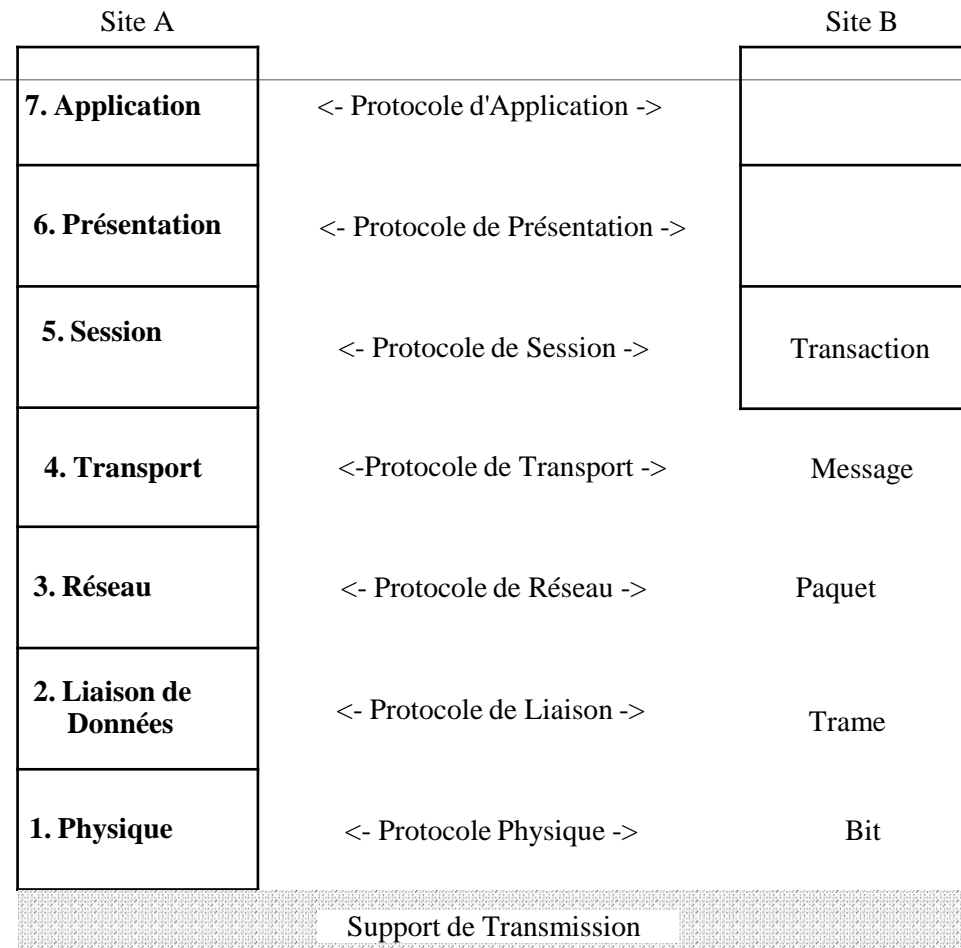 Site A
Site B
7. Application
<- Protocole d'Application ->
6. Présentation
<- Protocole de Présentation ->
5. Session
<- Protocole de Session ->
Transaction
4. Transport
<-Protocole de Transport ->
Message
3. Réseau
<- Protocole de Réseau ->
Paquet
2. Liaison de
Données
<- Protocole de Liaison ->
Trame
1. Physique
<- Protocole Physique ->
Bit
Support de Transmission